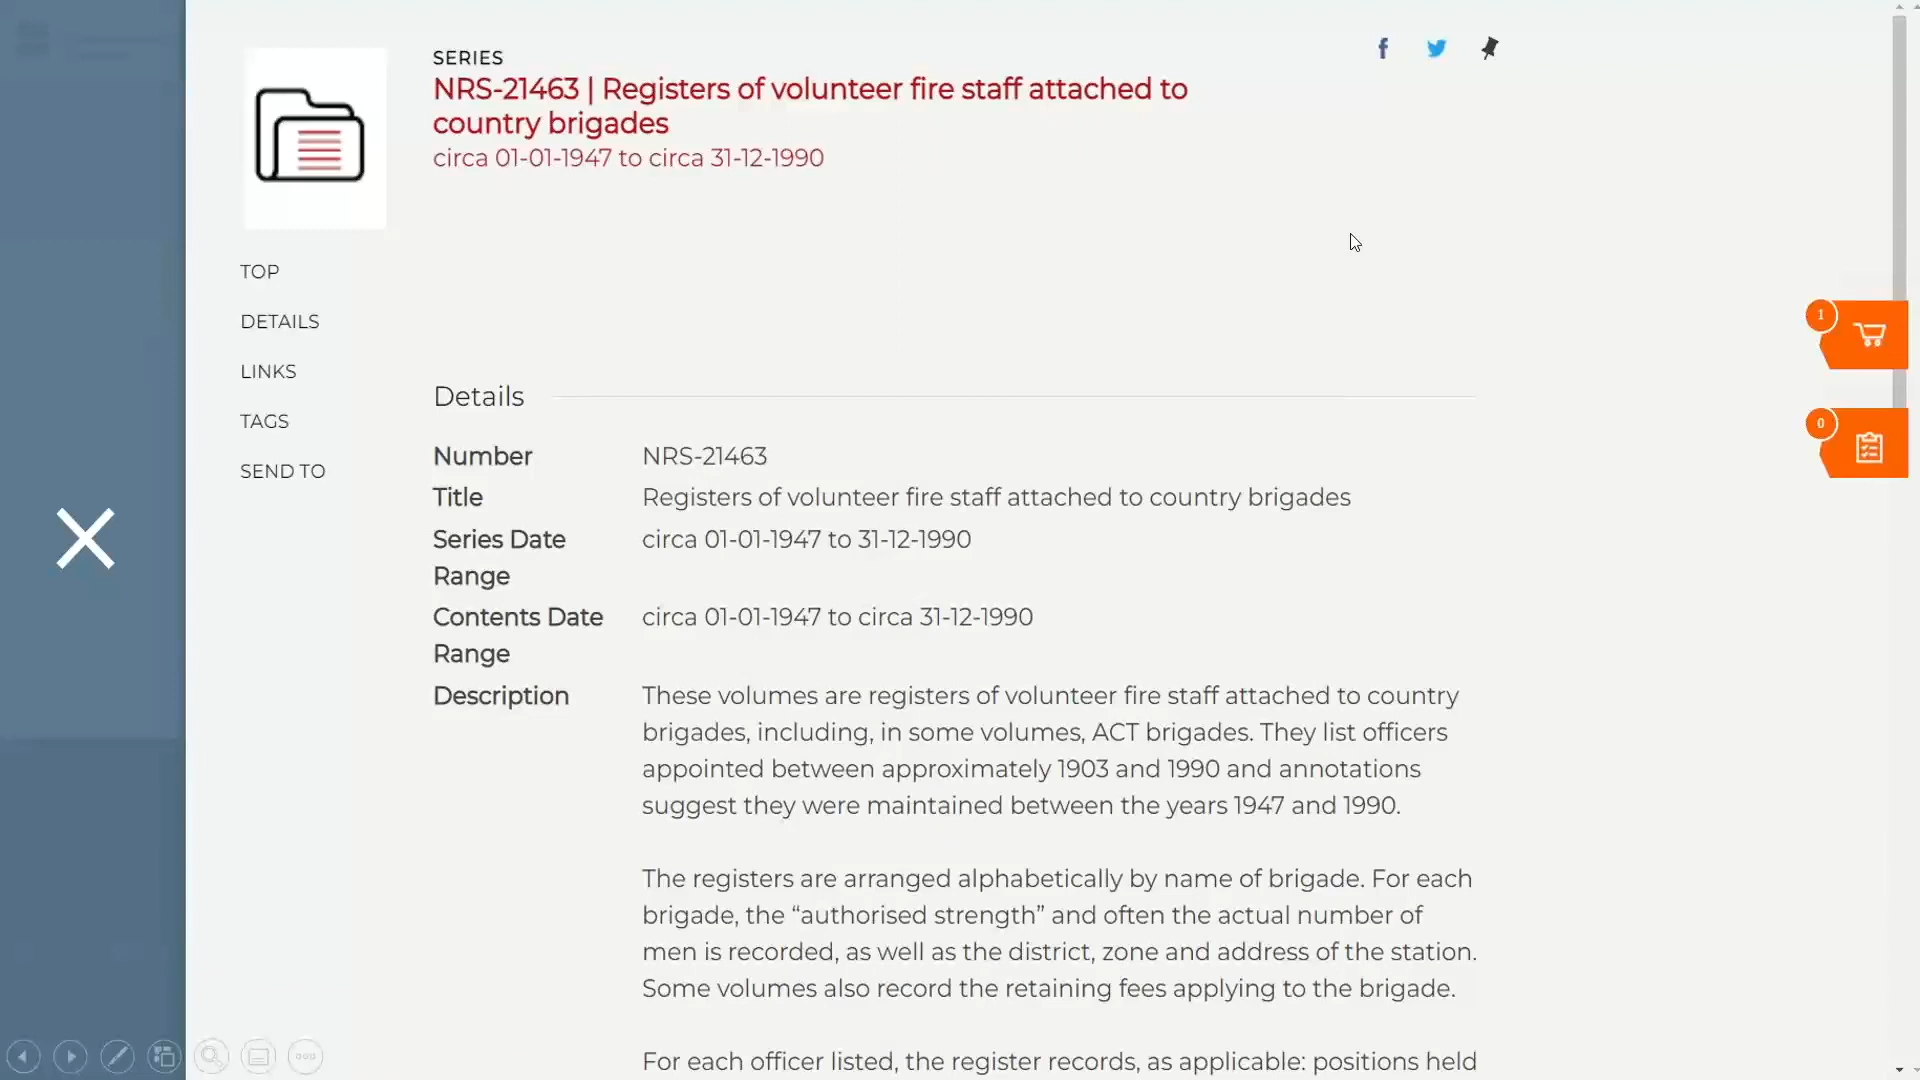 SERIES
NRS-21463 | Registers of volunteer fire staff attached to
country brigades
circa 01-01-1947 to circa 31-12-1990
TOP
DETAILS
LINKS
TAGS
SEND TO
1
0
Details
Number NRS-21463
Title Registers of volunteer fire staff attached to country brigades
Series Date circa 01-01-1947 to 31-12-1990
Range
Contents Date circa 01-01-1947 to circa 31-12-1990
Range
Description These volumes are registers of volunteer fire staff attached to country
brigades, including, in some volumes, ACT brigades. They list officers
appointed between approximately 1903 and 1990 and annotations
suggest they were maintained between the years 1947 and 1990.
The registers are arranged alphabetically by name of brigade. For each
brigade, the “authorised strength” and often the actual number of
men is recorded, as well as the district, zone and address of the station.
Some volumes also record the retaining fees applying to the brigade.
For each officer listed, the register records, as applicable: positions held